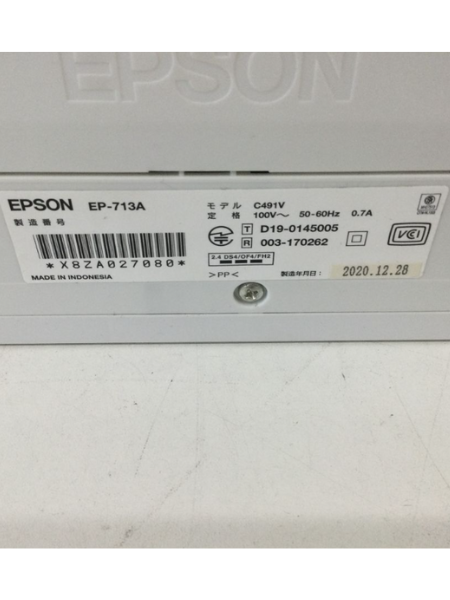 EPSON
EPSON EP-713A
製造番号
*X8ZA027080*
MADE IN INDONESIA
モデル C491V
定格 100V～ 50-60Hz 0.7A
T D19-0145005
R 003-170262
2.4 DS4/OF4/FH2
>PP<
製造年月日： 2020.12.28
VCI